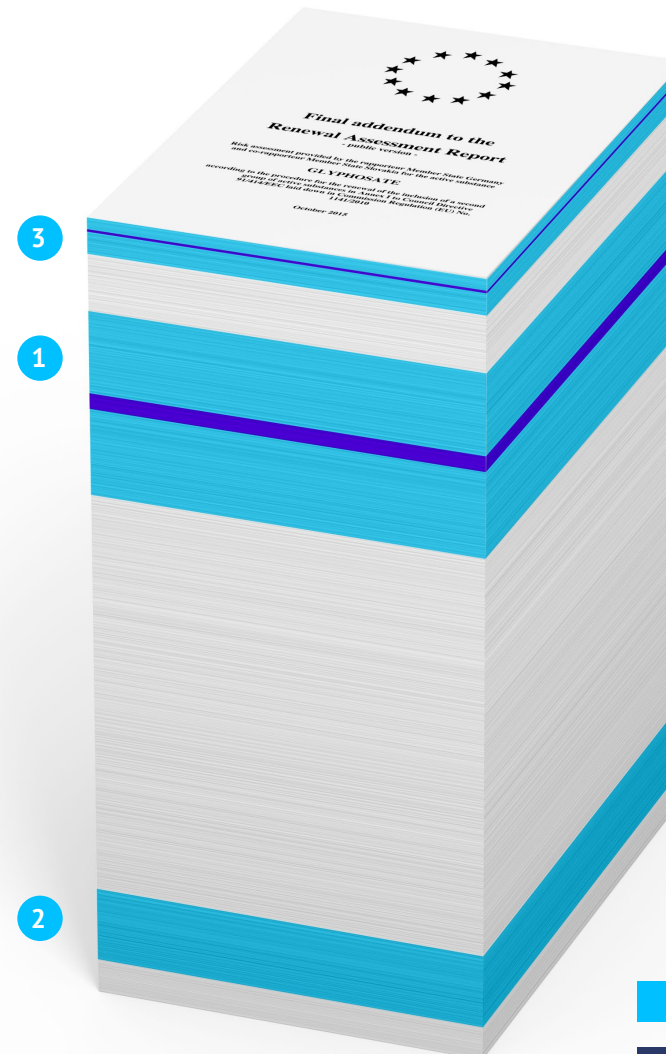 Final addendum to the
Renewal Assessment Report
- public version -
Risk assessment provided by the rapporteur Member State Germany
and co-rapporteur Member State Slovakia for the active substance
GLYPHOSATE
according to the procedure for the renewal of the inclusion of a second
group of active substances in Annex I to Council Directive
91/414/EEC laid down in Commission Regulation (EU) No.
1141/2010
October 2015
3
1
2